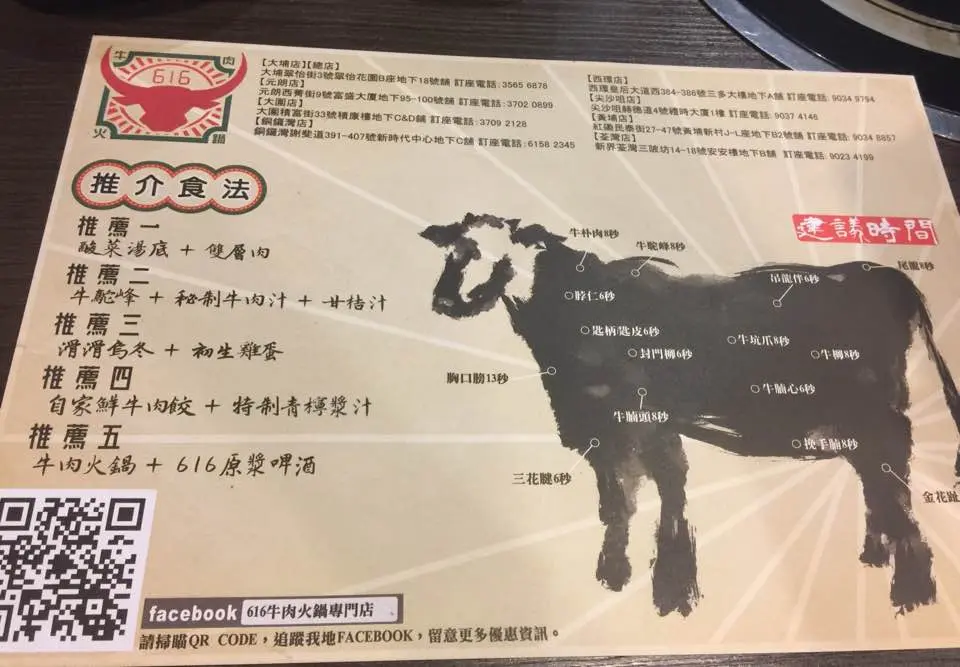 牛肉
616
火鍋
【大埔店】【總店】
大埔翠怡街3號翠怡花園B座地下18號舖 訂座電話:3565 6878
【元朗店】
元朗西菁街9號富盛大厦地下95-100號舖 訂座電話:3702 0899
【大圍店】
大圍積富街33號積康樓地下C&D舖 訂座電話:3709 2128
【銅鑼灣店】
銅鑼灣謝斐道391-407號新時代中心地下C舖 訂座電話:6158 2345
【西環店】
西環皇后大道西384-386號三多大樓地下A舖 訂座電話:9034 9794
【尖沙咀店】
尖沙咀赫德道4號禮時大廈1樓 訂座電話:9037 4146
【黃埔店】
紅磡民泰街27-47號黃埔新村J-L座地下B2號舖 訂座電話:9034 8857
【荃灣店】
新界荃灣三陂坊14-18號安安樓地下B舖 訂座電話:9023 4199
推介食法
推薦一
酸菜湯底 + 雙層肉
推薦二
牛駝峰 + 秘制牛肉汁 + 甘桔汁
推薦三
滑滑烏冬 + 初生雞蛋
推薦四
自家鮮牛肉餃 + 特制青檸漿汁
推薦五
牛肉火鍋 + 616原漿啤酒
建議時間
牛朴肉8秒
牛駝峰8秒
尾龍8秒
吊龍伴6秒
脖仁6秒
匙柄/匙皮6秒
牛坑爪8秒
封門柳6秒
牛柳8秒
胸口朥13秒
牛腩心6秒
牛腩頭8秒
挽手腩8秒
三花腱6秒
金花趾
facebook 616牛肉火鍋專門店
請掃瞄QR CODE，追蹤我地FACEBOOK，留意更多優惠資訊。